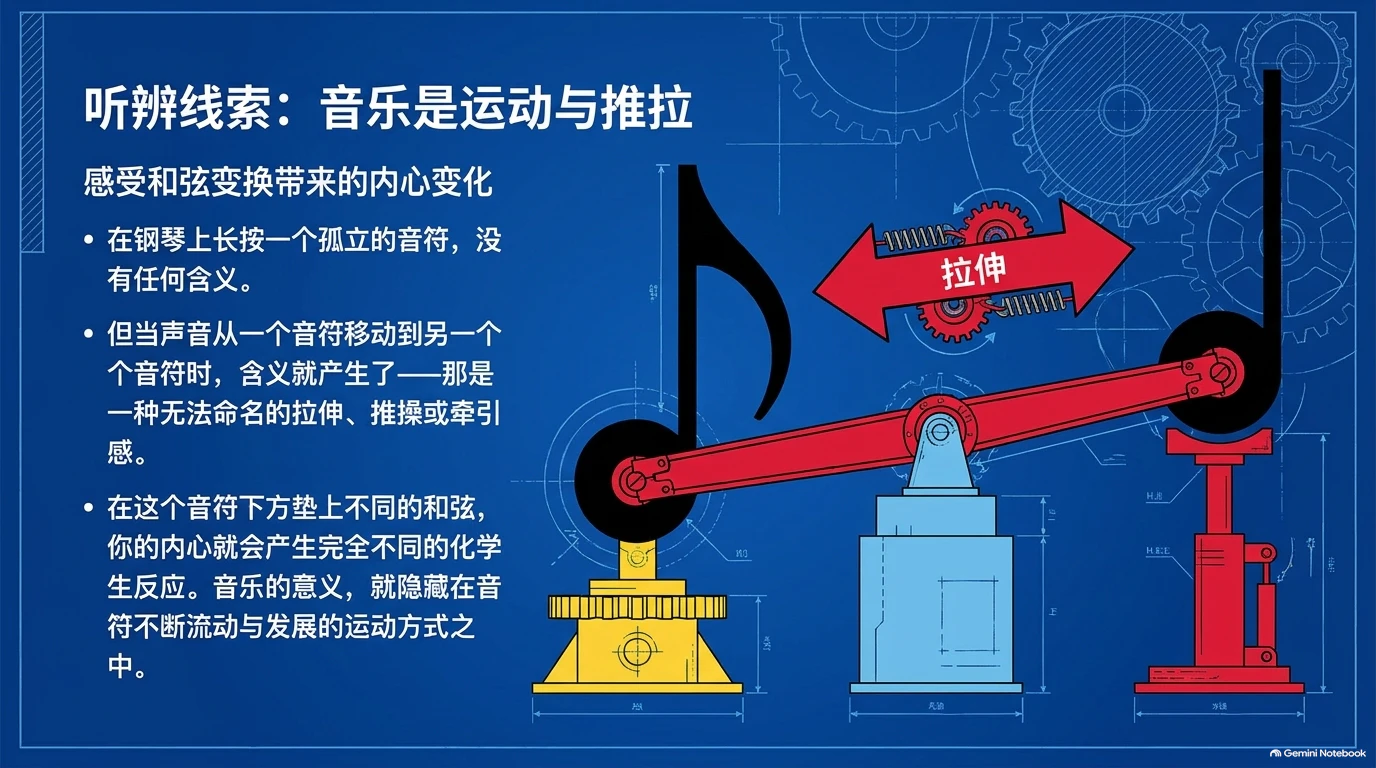 听辨线索：音乐是运动与推拉
感受和弦变换带来的内心变化
• 在钢琴上长按一个孤立的音符，没
有任何含义。
• 但当声音从一个音符移动到另一个
个音符时，含义就产生了——那是
一种无法命名的拉伸、推操或牵引
感。
• 在这个音符下方垫上不同的和弦，
你的内心就会产生完全不同的化学
生反应。音乐的意义，就隐藏在音
符不断流动与发展的运动方式之
中。
拉伸
Gemini Notebook